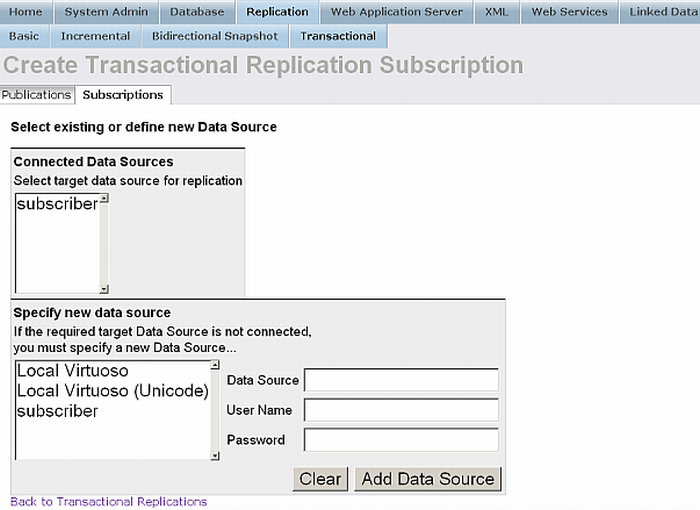 Home System Admin Database Replication Web Application Server XML Web Services Linked Data
Basic Incremental Bidirectional Snapshot Transactional
Create Transactional Replication Subscription
Publications Subscriptions
Select existing or define new Data Source
Connected Data Sources
Select target data source for replication
subscriber
Specify new data source
If the required target Data Source is not connected,
you must specify a new Data Source...
Local Virtuoso
Local Virtuoso (Unicode)
subscriber
Data Source
User Name
Password
Clear Add Data Source
Back to Transactional Replications